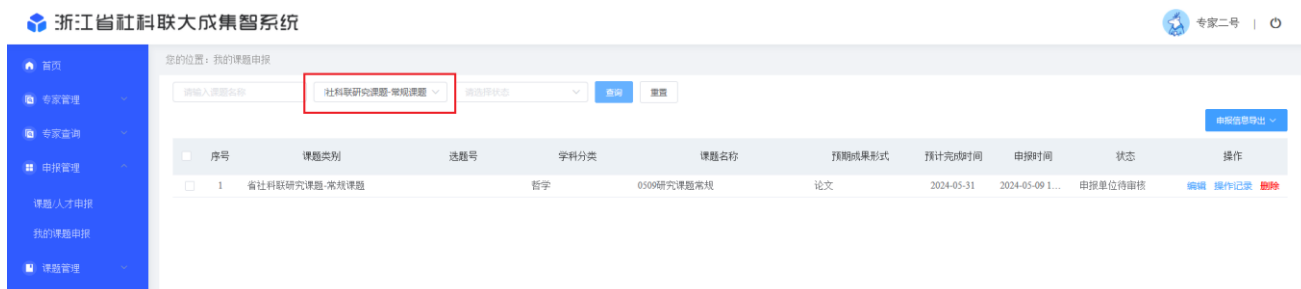 浙江省社科联大成集智系统
专家二号 |
首页
专家管理
专家查询
申报管理
课题/人才申报
我的课题申报
课题管理
您的位置：我的课题申报
请输入课题名称 社科联研究课题-常规课题 请选择状态 查询 重置
申报信息导出
序号 课题类别 选题号 学科分类 课题名称 预期成果形式 预计完成时间 申报时间 状态 操作
1 省社科联研究课题-常规课题 哲学 0509研究课题常规 论文 2024-05-31 2024-05-09 1... 申报单位待审核 编辑 操作记录 删除